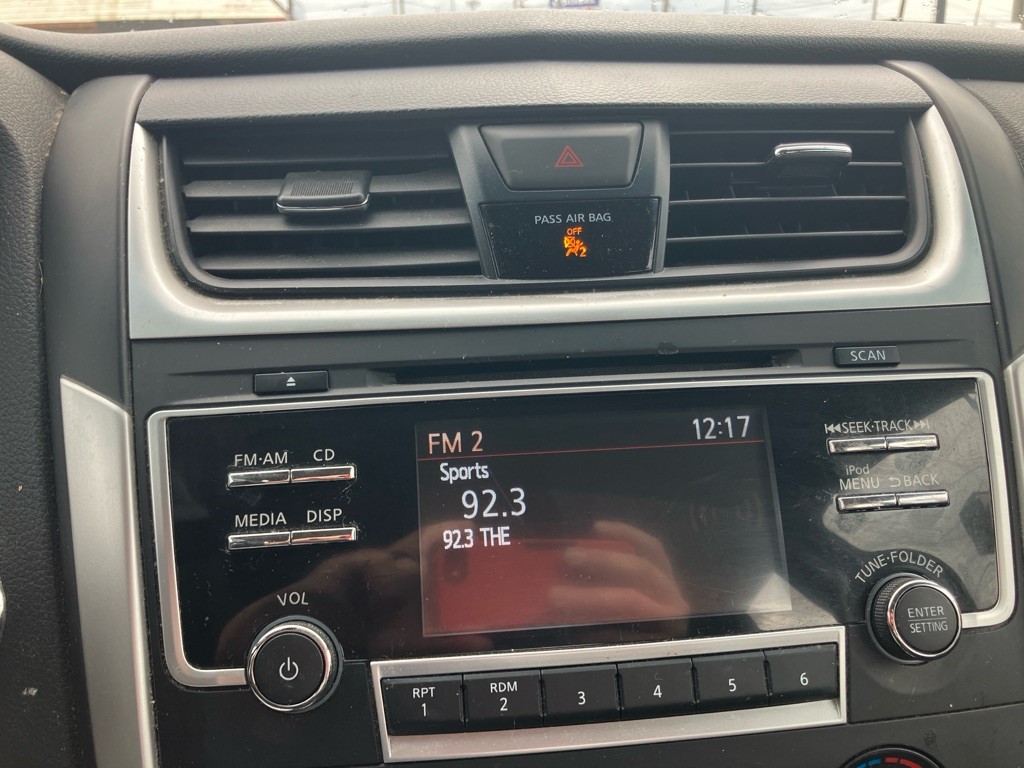 PASS AIR BAG
OFF
2
SCAN
FM·AM CD
MEDIA DISP
VOL
FM 2 12:17
Sports
92.3
92.3 THE
SEEK·TRACK
iPod
MENU BACK
TUNE·FOLDER
ENTER
SETTING
RPT
1
RDM
2
3
4
5
6